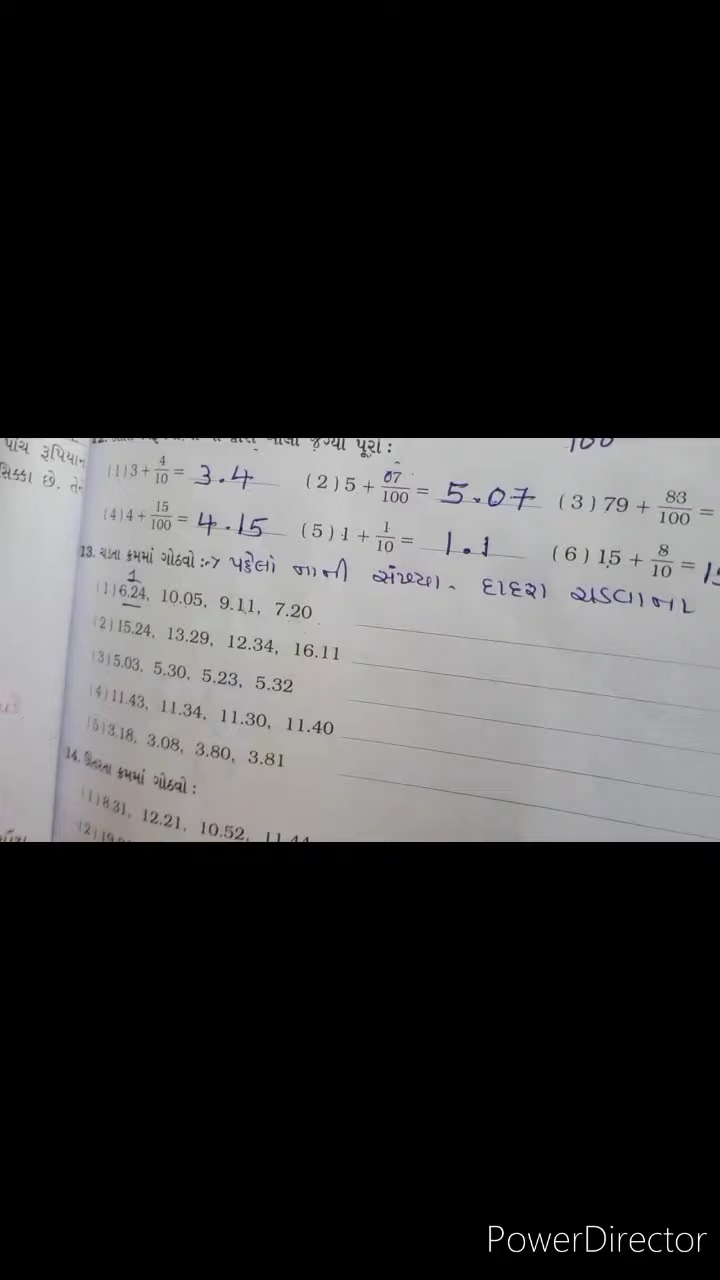 પાંચ રૂપિયાન
સિક્કા છે. તેન
જગ્યા પૂરો :
100
(1) 3 + 4/10 = 3.4 (2) 5 + 07/100 = 5.07 (3) 79 + 83/100 =
(4) 4 + 15/100 = 4.15 (5) 1 + 1/10 = 1.1 (6) 15 + 8/10 = 15
13. ચડતા ક્રમમાં ગોઠવો : પહેલાં નાની સંખ્યા. દાદરા ચડવાના
1
(1) 6.24, 10.05, 9.11, 7.20
(2) 15.24, 13.29, 12.34, 16.11
(3) 5.03, 5.30, 5.23, 5.32
(4) 11.43, 11.34, 11.30, 11.40
(5) 3.18, 3.08, 3.80, 3.81
14. ઊતરતા ક્રમમાં ગોઠવો :
(1) 8.31, 12.21, 10.52,
(2)
PowerDirector